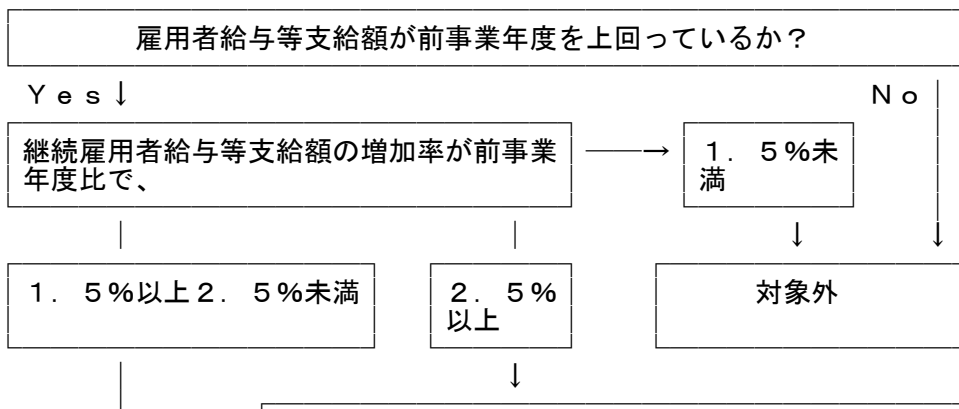 雇用者給与等支給額が前事業年度を上回っているか？
Ｙｅｓ↓
Ｎｏ
継続雇用者給与等支給額の増加率が前事業
年度比で、
１．５％未
満
１．５％以上２．５％未満
２．５％
以上
対象外